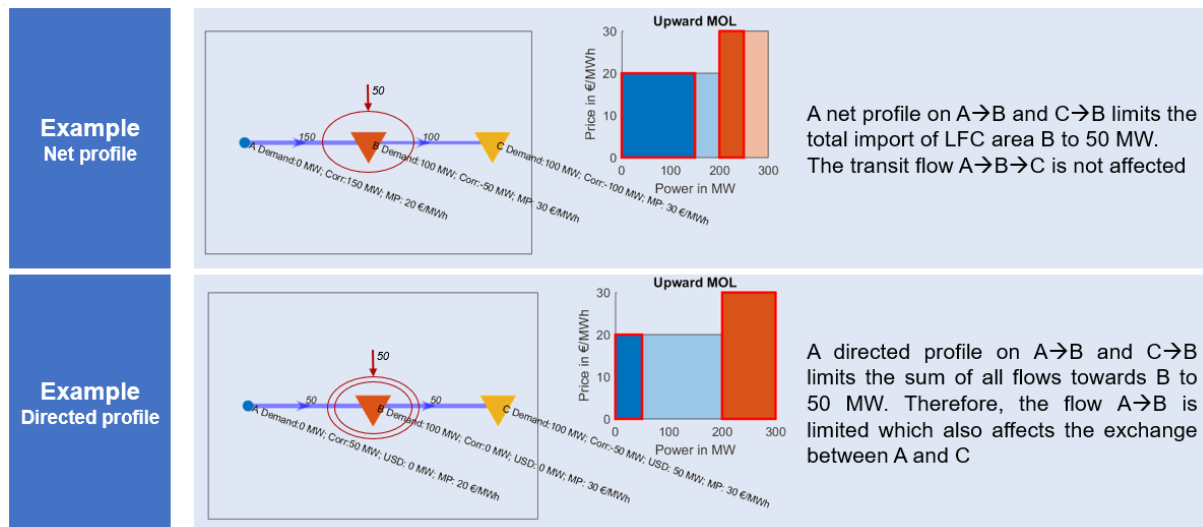 Example
Net profile
50
150
100
A Demand:0 MW; Corr:150 MW; MP: 20 €/MWh
B Demand:100 MW; Corr:-50 MW; MP: 30 €/MWh
C Demand:100 MW; Corr:-100 MW; MP: 30 €/MWh
Upward MOL
Price in €/MWh
30
20
10
0
0 100 200 300
Power in MW
A net profile on A→B and C→B limits the
total import of LFC area B to 50 MW.
The transit flow A→B→C is not affected
Example
Directed profile
50
50
50
A Demand:0 MW; Corr:50 MW; USD: 0 MW; MP: 20 €/MWh
B Demand:100 MW; Corr:0 MW; USD: 0 MW; MP: 30 €/MWh
C Demand:100 MW; Corr:-50 MW; USD: 50 MW; MP: 30 €/MWh
Upward MOL
Price in €/MWh
30
20
10
0
0 100 200 300
Power in MW
A directed profile on A→B and C→B
limits the sum of all flows towards B to
50 MW. Therefore, the flow A→B is
limited which also affects the exchange
between A and C